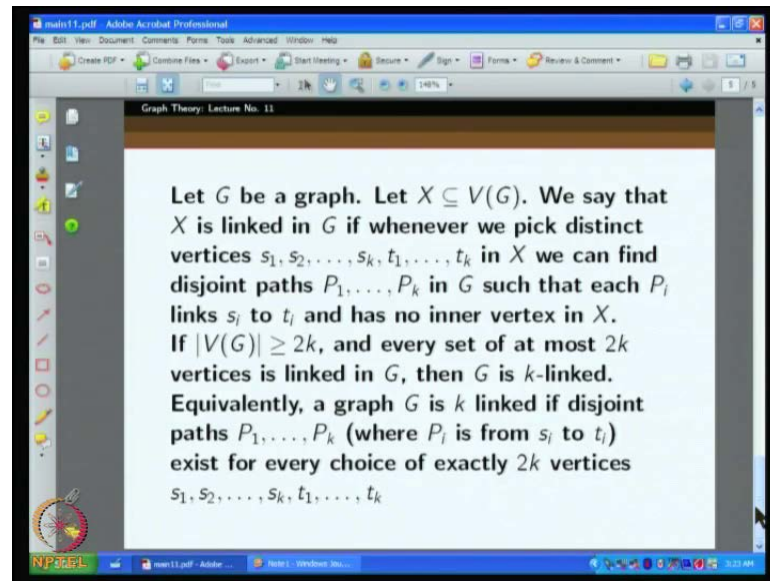 main11.pdf - Adobe Acrobat Professional
File Edit View Document Comments Forms Tools Advanced Window Help
Create PDF Combine Files Export Start Meeting Secure Sign Forms Review & Comment
146% 5 / 5
Graph Theory: Lecture No. 11
Let G be a graph. Let X ⊆ V(G). We say that
X is linked in G if whenever we pick distinct
vertices s₁, s₂, . . . , sₖ, t₁, . . . , tₖ in X we can find
disjoint paths P₁, . . . , Pₖ in G such that each Pᵢ
links sᵢ to tᵢ and has no inner vertex in X.
If |V(G)| ≥ 2k, and every set of at most 2k
vertices is linked in G, then G is k-linked.
Equivalently, a graph G is k linked if disjoint
paths P₁, . . . , Pₖ (where Pᵢ is from sᵢ to tᵢ)
exist for every choice of exactly 2k vertices
s₁, s₂, . . . , sₖ, t₁, . . . , tₖ
NPTEL
main11.pdf - Adobe ... Note1 - Windows Jou... 3:23 AM